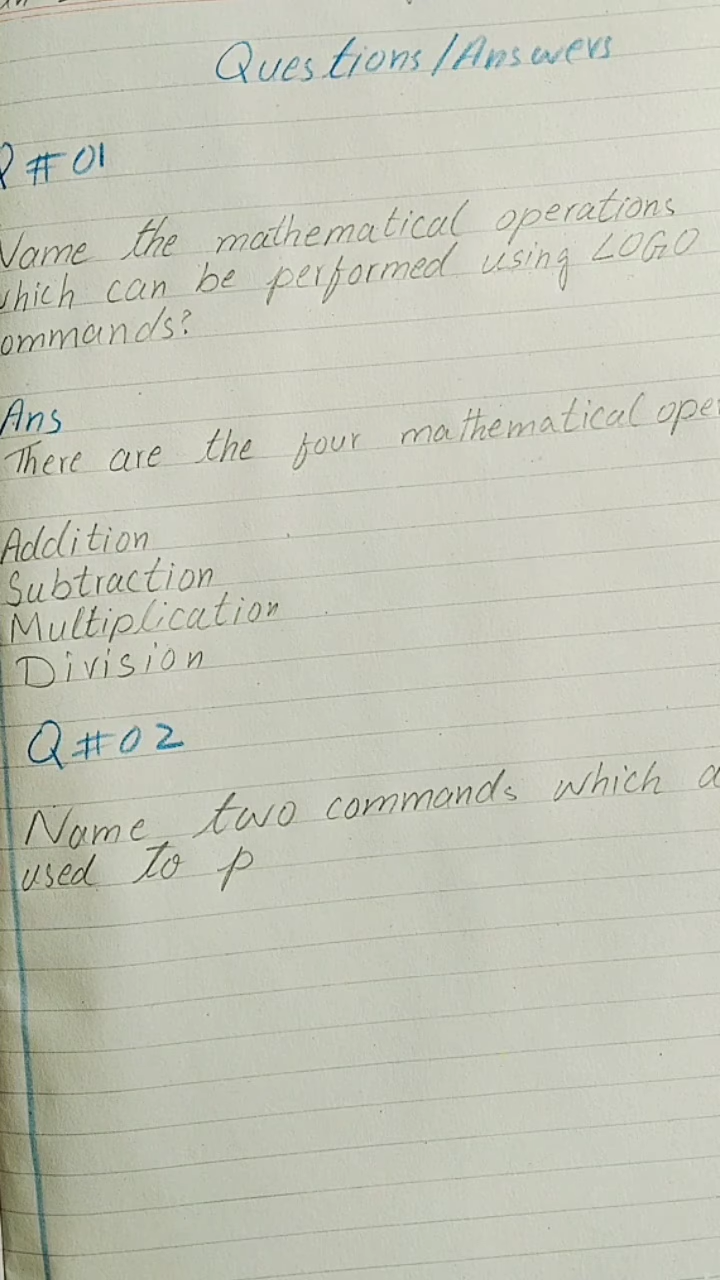 Questions/Answers
Q #01
Name the mathematical operations
which can be performed using LOGO
ommands?
Ans
There are the four mathematical ope
Addition
Subtraction
Multiplication
Division
Q #02
Name two commands which a
used to p